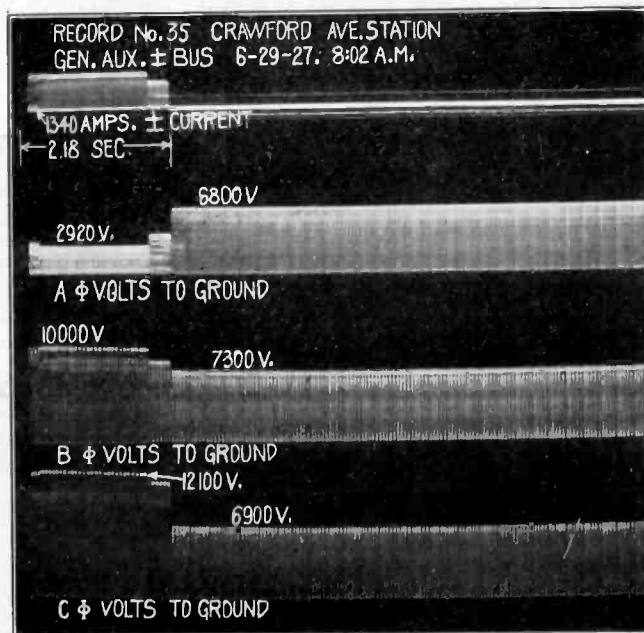 RECORD No. 35 CRAWFORD AVE. STATION
GEN. AUX. ± BUS 6-29-27. 8:02 A.M.
1340 AMPS. ± CURRENT
2.18 SEC.
6800 V
2920 V.
A ϕ VOLTS TO GROUND
10000 V
7300 V.
B ϕ VOLTS TO GROUND
12100 V.
6900 V.
C ϕ VOLTS TO GROUND